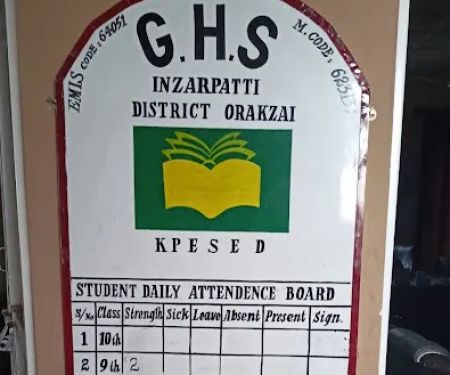 G.H.S
EMIS CODE: 64051
M. CODE:
INZARPATTI
DISTRICT ORAKZAI
KPESED
STUDENT DAILY ATTENDENCE BOARD
S/No Class Strength Sick Leave Absent Present Sign.
1 10th
2 9th 2